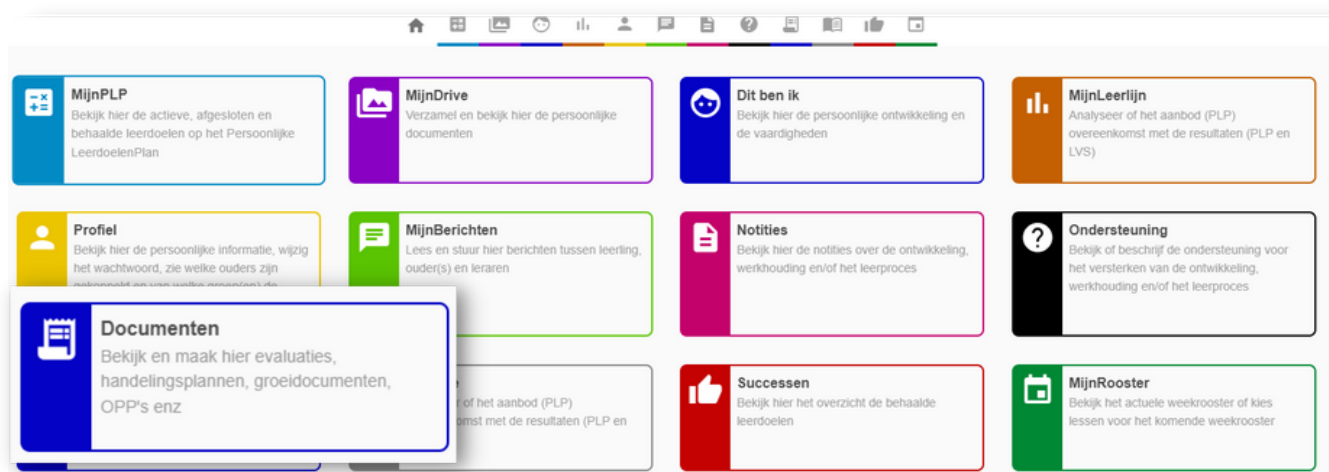 MijnPLP
Bekijk hier de actieve, afgesloten en
behaalde leerdoelen op het Persoonlijke
LeerdoelenPlan
MijnDrive
Verzamel en bekijk hier de persoonlijke
documenten
Dit ben ik
Bekijk hier de persoonlijke ontwikkeling en
de vaardigheden
MijnLeerlijn
Analyseer of het aanbod (PLP)
overeenkomst met de resultaten (PLP en
LVS)
Profiel
Bekijk hier de persoonlijke informatie, wijzig
het wachtwoord, zie welke ouders zijn
gekoppeld en van welke groep(en) de
MijnBerichten
Lees en stuur hier berichten tussen leerling,
ouder(s) en leraren
Notities
Bekijk hier de notities over de ontwikkeling,
werkhouding en/of het leerproces
Ondersteuning
Bekijk of beschrijf de ondersteuning voor
het versterken van de ontwikkeling,
werkhouding en/of het leerproces
Documenten
Bekijk en maak hier evaluaties,
handelingsplannen, groeidocumenten,
OPP's enz
of het aanbod (PLP)
met de resultaten (PLP en
Successen
Bekijk hier het overzicht de behaalde
leerdoelen
MijnRooster
Bekijk het actuele weekrooster of kies
lessen voor het komende weekrooster